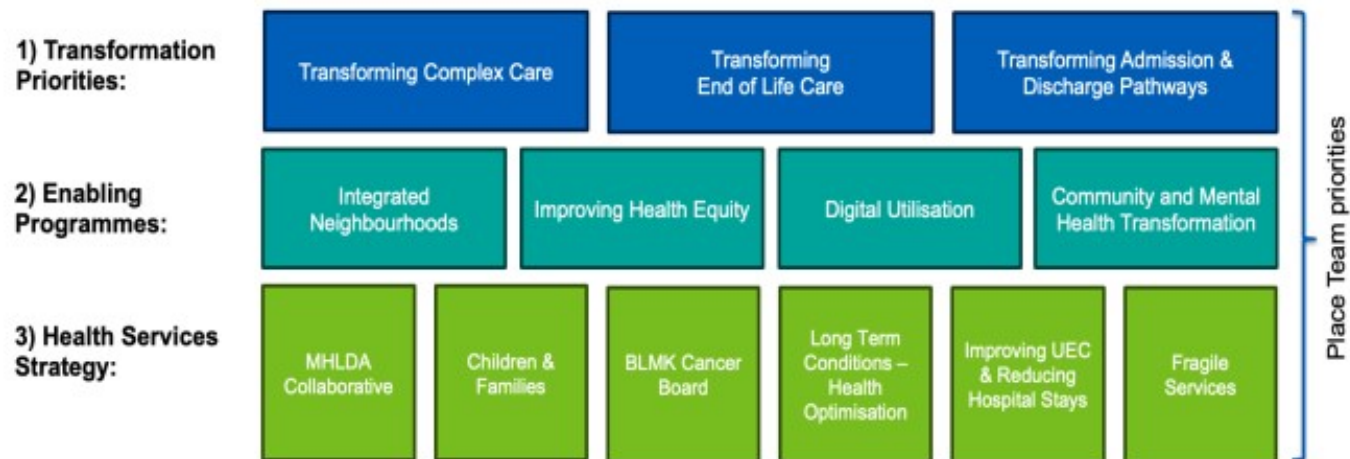 1) Transformation
Priorities:
Transforming Complex Care
Transforming
End of Life Care
Transforming Admission &
Discharge Pathways
2) Enabling
Programmes:
Integrated
Neighbourhoods
Improving Health Equity
Digital Utilisation
Community and Mental
Health Transformation
3) Health Services
Strategy:
MHLDA
Collaborative
Children &
Families
BLMK Cancer
Board
Long Term
Conditions –
Health
Optimisation
Improving UEC
& Reducing
Hospital Stays
Fragile
Services
Place Team priorities